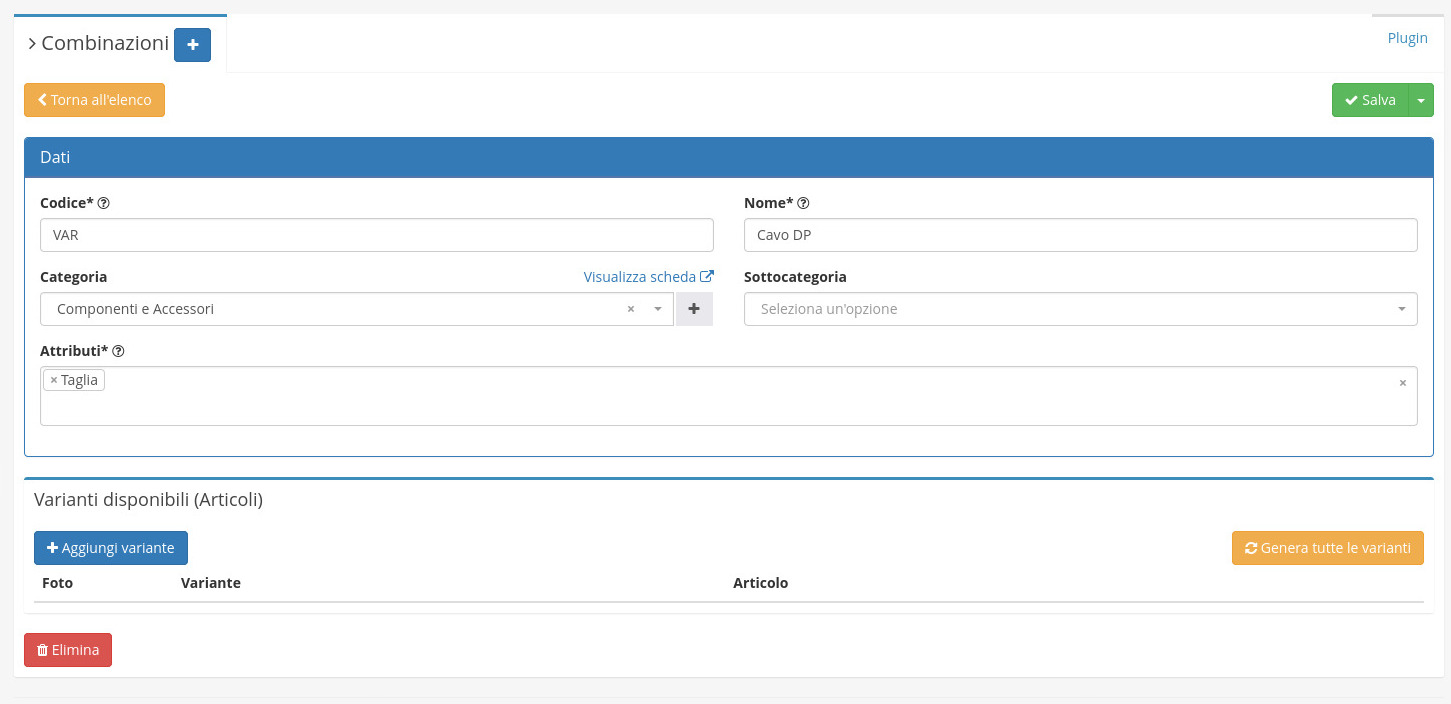 Combinazioni
Plugin
Torna all'elenco
Salva
Dati
Codice*
Nome*
VAR
Cavo DP
Categoria
Visualizza scheda
Sottocategoria
Componenti e Accessori
×
Seleziona un'opzione
Attributi*
× Taglia
×
Varianti disponibili (Articoli)
Aggiungi variante
Genera tutte le varianti
Foto Variante Articolo
Elimina